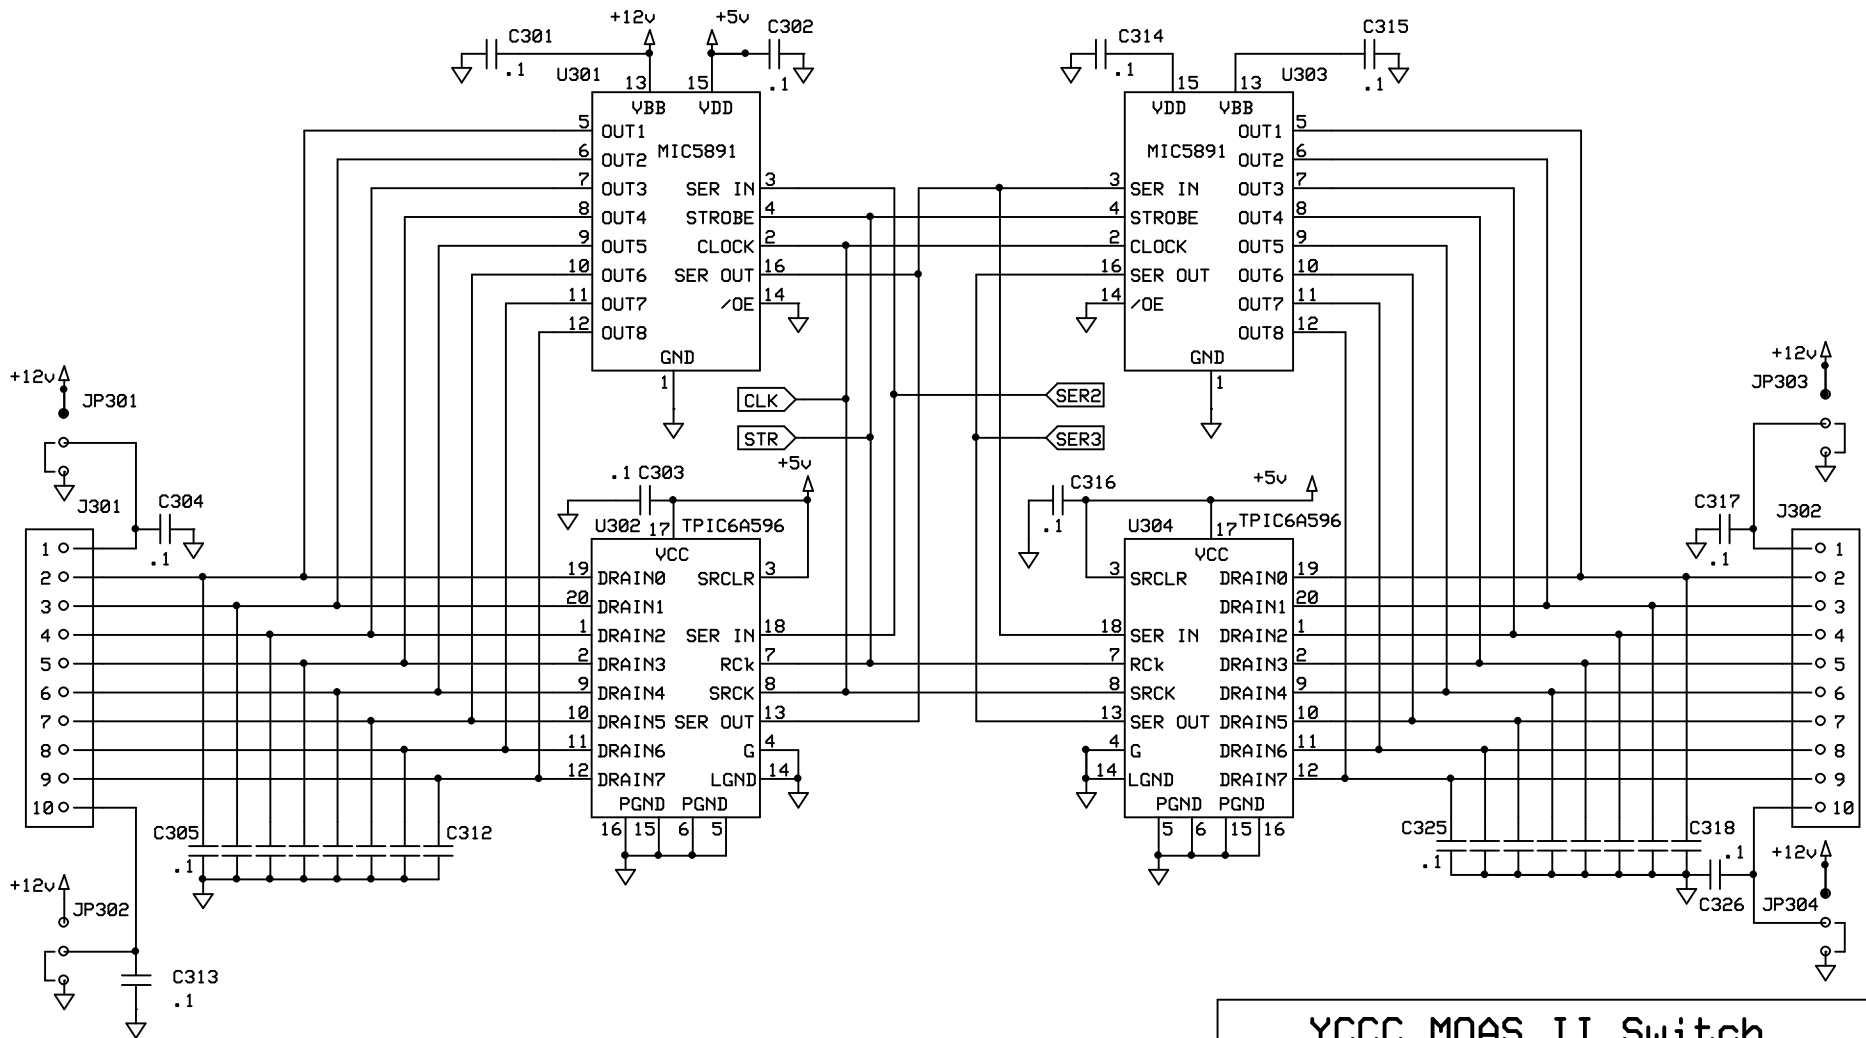 +12v +5v
C301 C302 C314 C315
.1 U301 .1 .1 U303 .1
13 15 15 13
VBB VDD VDD VBB
5 OUT1 OUT1 5
6 OUT2 MIC5891 MIC5891 OUT2 6
7 OUT3 SER IN 3 3 SER IN OUT3 7
8 OUT4 STROBE 4 4 STROBE OUT4 8
9 OUT5 CLOCK 2 2 CLOCK OUT5 9
10 OUT6 SER OUT 16 16 SER OUT OUT6 10
11 OUT7 /OE 14 14 /OE OUT7 11
12 OUT8 OUT8 12
GND GND
1 1
+12v JP301 +12v JP303
CLK SER2
STR SER3
.1 C303 +5v C316 +5v
J301 C304 C317 J302
U302 17 TPIC6A596 .1 U304 17 TPIC6A596
VCC VCC
1 .1 .1 1
2 19 DRAIN0 SRCLR 3 3 SRCLR DRAIN0 19 2
3 20 DRAIN1 DRAIN1 20 3
4 1 DRAIN2 SER IN 18 18 SER IN DRAIN2 1 4
5 2 DRAIN3 RCk 7 7 RCk DRAIN3 2 5
6 9 DRAIN4 SRCK 8 8 SRCK DRAIN4 9 6
7 10 DRAIN5 SER OUT 13 13 SER OUT DRAIN5 10 7
8 11 DRAIN6 G 4 4 G DRAIN6 11 8
9 12 DRAIN7 LGND 14 14 LGND DRAIN7 12 9
10 PGND PGND PGND PGND 10
16 15 6 5 5 6 15 16
C305 C312 C325 C318
.1 .1 .1 +12v
+12v JP302 C326 JP304
C313
.1
YCCC MOAS II Switch